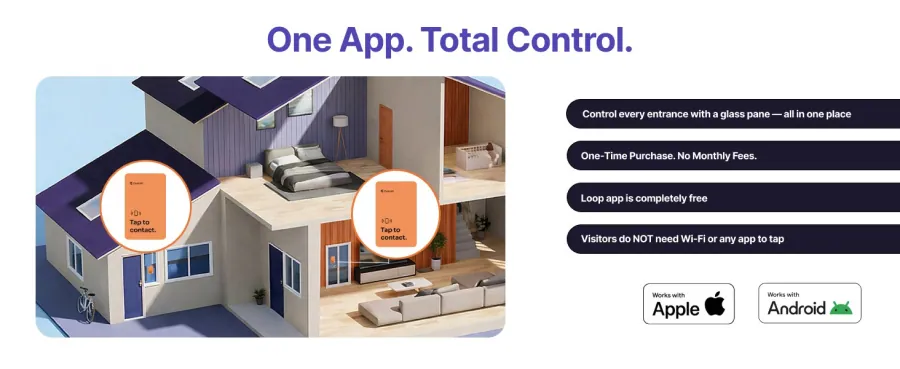 One App. Total Control.
Tap to
contact.
Tap to
contact.
Control every entrance with a glass pane — all in one place
One-Time Purchase. No Monthly Fees.
Loop app is completely free
Visitors do NOT need Wi-Fi or any app to tap
Works with
Apple
Works with
Android